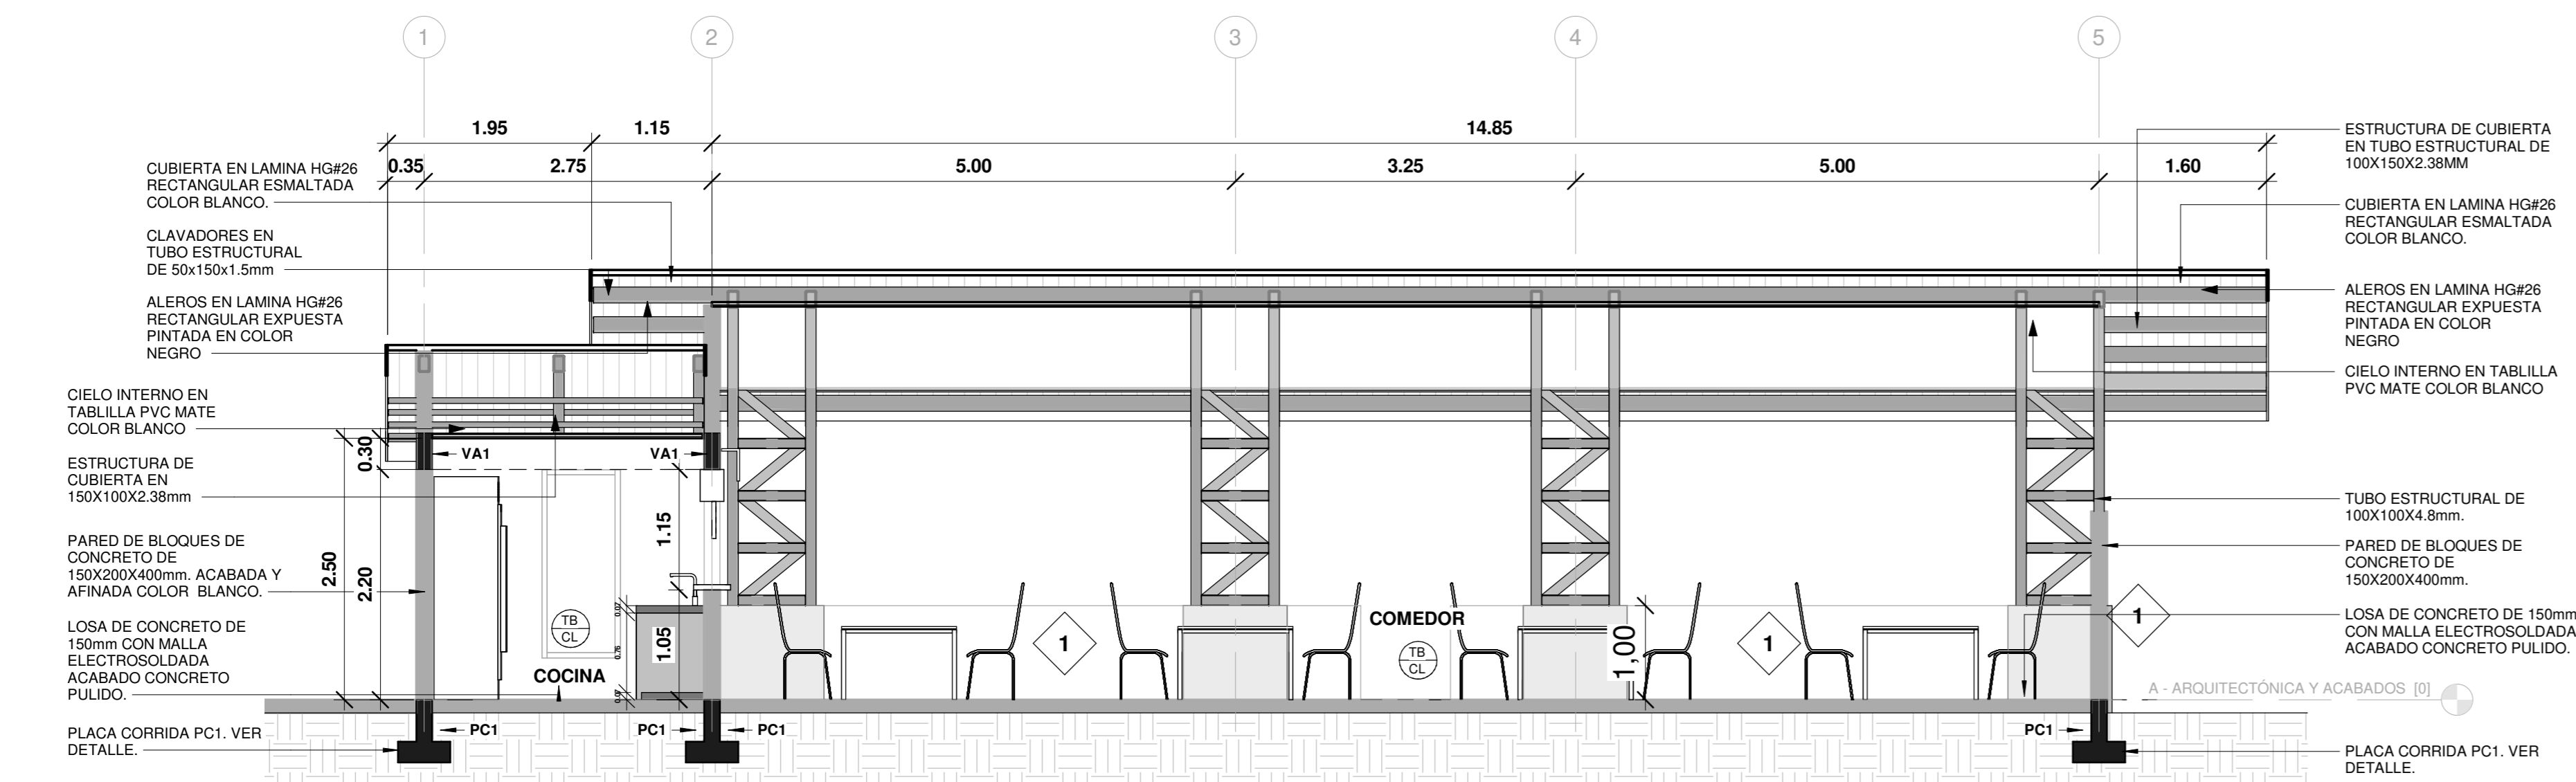 1
2
3
4
5
1.95
1.15
14.85
0.35
2.75
5.00
3.25
5.00
1.60
CUBIERTA EN LAMINA HG#26
RECTANGULAR ESMALTADA
COLOR BLANCO.
CLAVADORES EN
TUBO ESTRUCTURAL
DE 50x150x1.5mm
ALEROS EN LAMINA HG#26
RECTANGULAR EXPUESTA
PINTADA EN COLOR
NEGRO
CIELO INTERNO EN
TABLILLA PVC MATE
COLOR BLANCO
ESTRUCTURA DE
CUBIERTA EN
150X100X2.38mm
PARED DE BLOQUES DE
CONCRETO DE
150X200X400mm. ACABADA Y
AFINADA COLOR BLANCO.
LOSA DE CONCRETO DE
150mm CON MALLA
ELECTROSOLDADA
ACABADO CONCRETO
PULIDO.
PLACA CORRIDA PC1. VER
DETALLE.
0.30
2.50
2.20
VA1
VA1
1.15
1.05
0.07
0.76
0.07
TB
CL
COCINA
1
COMEDOR
TB
CL
1,00
1
1
PC1
PC1
PC1
PC1
ESTRUCTURA DE CUBIERTA
EN TUBO ESTRUCTURAL DE
100X150X2.38MM
CUBIERTA EN LAMINA HG#26
RECTANGULAR ESMALTADA
COLOR BLANCO.
ALEROS EN LAMINA HG#26
RECTANGULAR EXPUESTA
PINTADA EN COLOR
NEGRO
CIELO INTERNO EN TABLILLA
PVC MATE COLOR BLANCO
TUBO ESTRUCTURAL DE
100X100X4.8mm.
PARED DE BLOQUES DE
CONCRETO DE
150X200X400mm.
LOSA DE CONCRETO DE 150mm
CON MALLA ELECTROSOLDADA
ACABADO CONCRETO PULIDO.
A - ARQUITECTÓNICA Y ACABADOS [0]
PLACA CORRIDA PC1. VER
DETALLE.